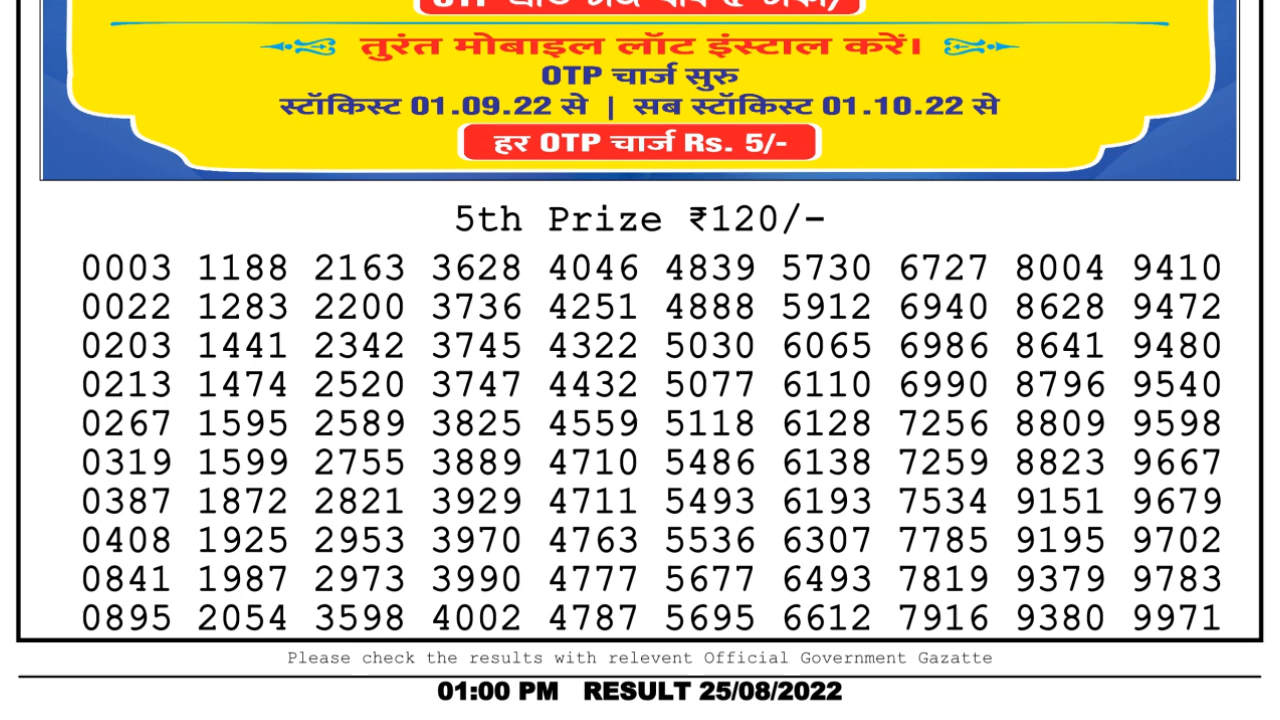 तुरंत मोबाइल लॉट इंस्टाल करें।
OTP चार्ज सुरु
स्टॉकिस्ट 01.09.22 से | सब स्टॉकिस्ट 01.10.22 से
हर OTP चार्ज Rs. 5/-
5th Prize ₹120/-
0003 1188 2163 3628 4046 4839 5730 6727 8004 9410
0022 1283 2200 3736 4251 4888 5912 6940 8628 9472
0203 1441 2342 3745 4322 5030 6065 6986 8641 9480
0213 1474 2520 3747 4432 5077 6110 6990 8796 9540
0267 1595 2589 3825 4559 5118 6128 7256 8809 9598
0319 1599 2755 3889 4710 5486 6138 7259 8823 9667
0387 1872 2821 3929 4711 5493 6193 7534 9151 9679
0408 1925 2953 3970 4763 5536 6307 7785 9195 9702
0841 1987 2973 3990 4777 5677 6493 7819 9379 9783
0895 2054 3598 4002 4787 5695 6612 7916 9380 9971
Please check the results with relevent Official Government Gazatte
01:00 PM RESULT 25/08/2022